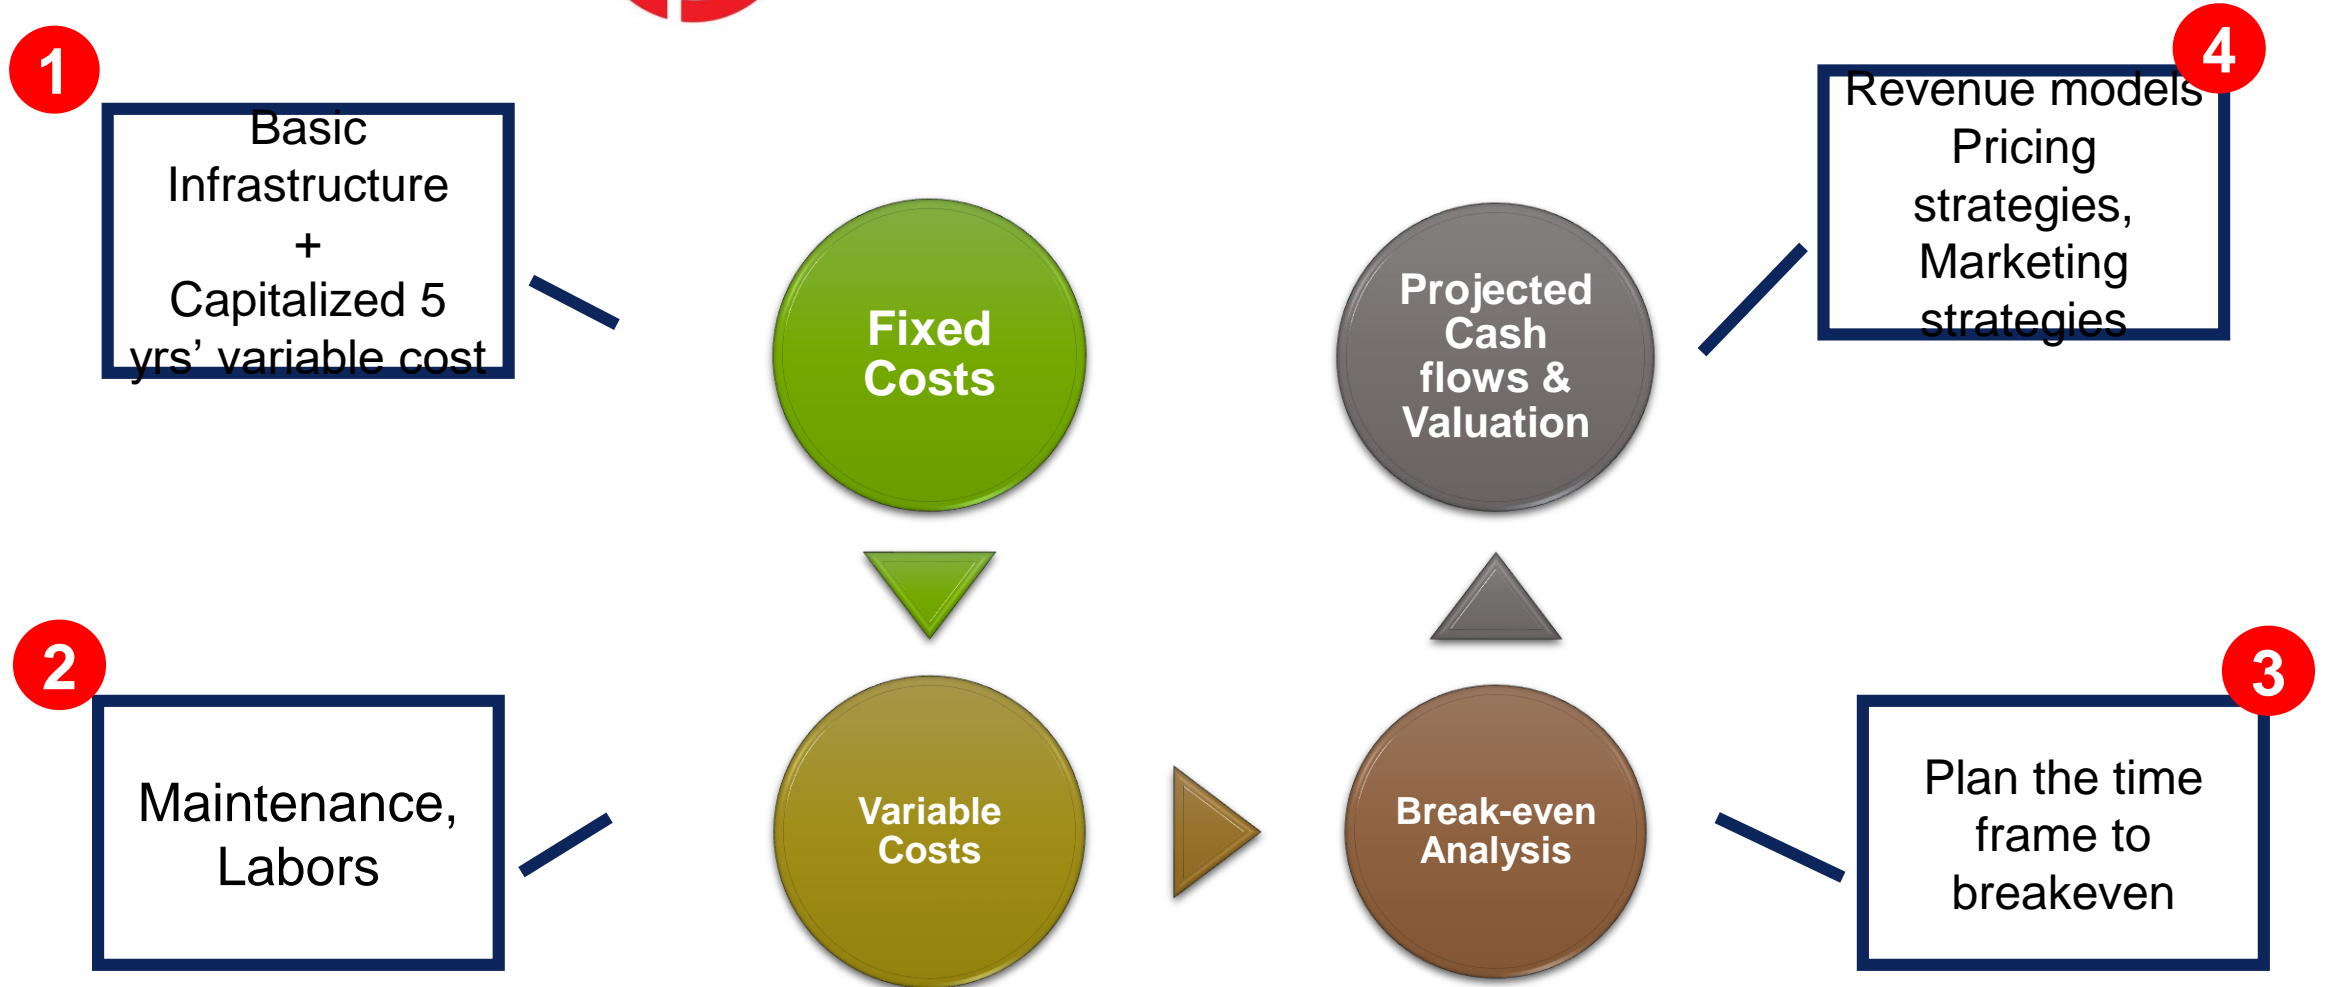 1
Basic
Infrastructure
+
Capitalized 5
yrs’ variable cost
Fixed
Costs
2
Maintenance,
Labors
Variable
Costs
3
Plan the time
frame to
breakeven
Break-even
Analysis
4
Revenue models
Pricing
strategies,
Marketing
strategies
Projected
Cash
flows &
Valuation